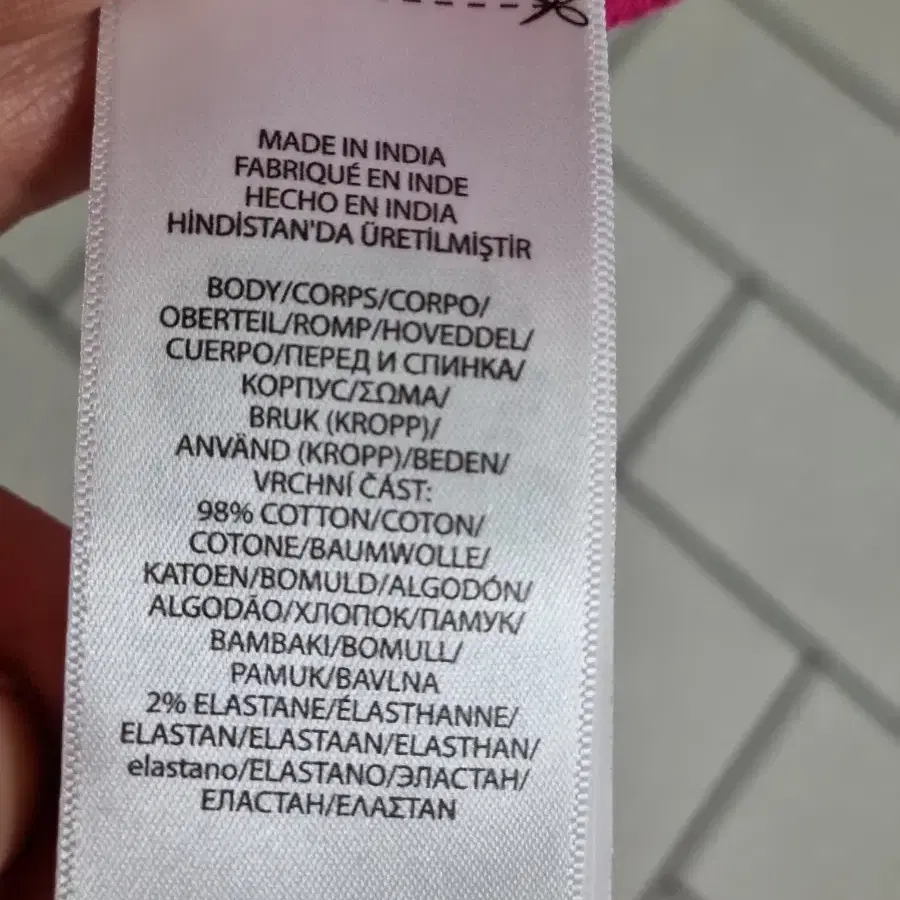 MADE IN INDIA
FABRIQUÉ EN INDE
HECHO EN INDIA
HİNDİSTAN'DA ÜRETİLMİŞTİR
BODY/CORPS/CORPO/
OBERTEIL/ROMP/HOVEDDEL/
CUERPO/ПЕРЕД И СПИНКА/
КОРПУС/ΣΩΜΑ/
BRUK (KROPP)/
ANVÄND (KROPP)/BEDEN/
VRCHNÍ ČÁST:
98% COTTON/COTON/
COTONE/BAUMWOLLE/
KATOEN/BOMULD/ALGODÓN/
ALGODÃO/ХЛОПОК/ПАМУК/
BAMBAKI/BOMULL/
PAMUK/BAVLNA
2% ELASTANE/ÉLASTHANNE/
ELASTAN/ELASTAAN/ELASTHAN/
elastano/ELASTANO/ЭЛАСТАН/
ЕЛАСТАН/ΕΛΑΣΤΑΝ